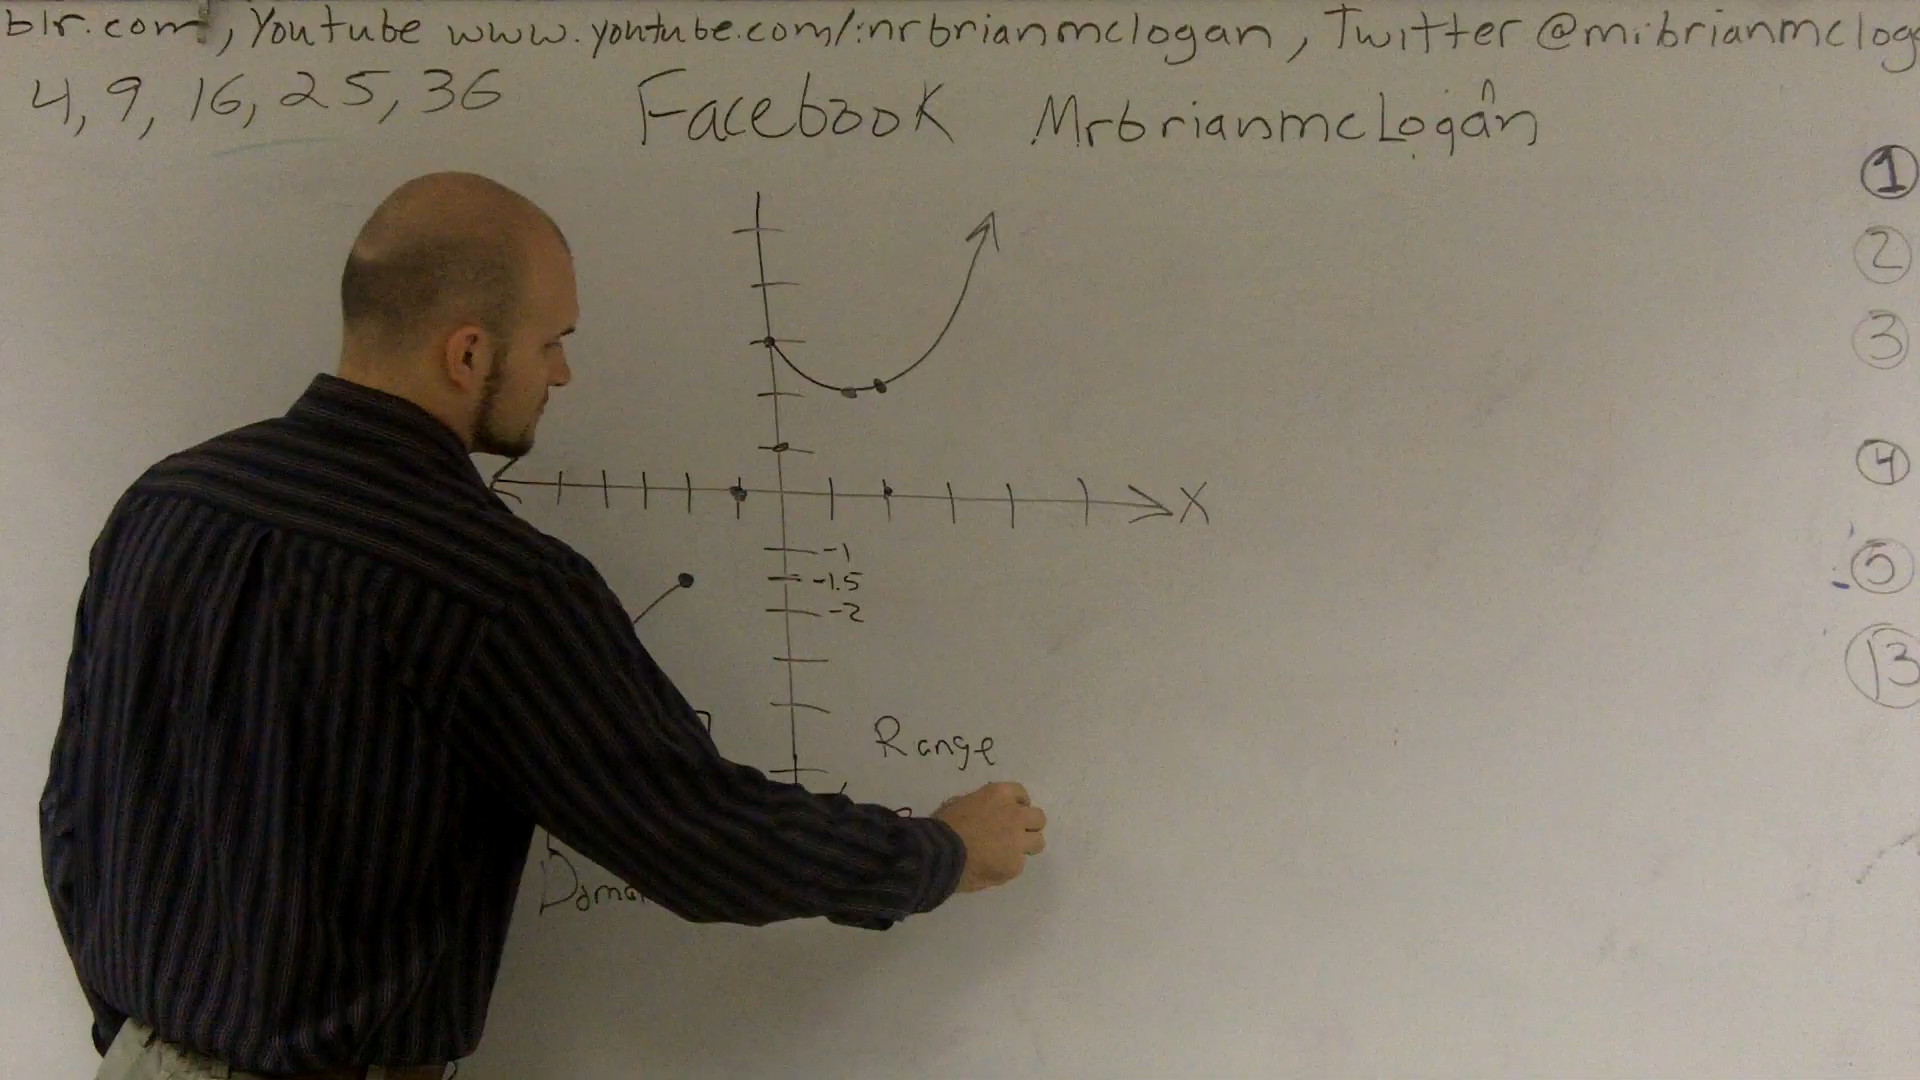 blr.com, Youtube www.youtube.com/mrbrianmclogan, Twitter @mrbrianmclog
4, 9, 16, 25, 36
Facebook MrbrianmcLogan
1
2
3
4
X
-1
-1.5
5
-2
13
Range
Domai